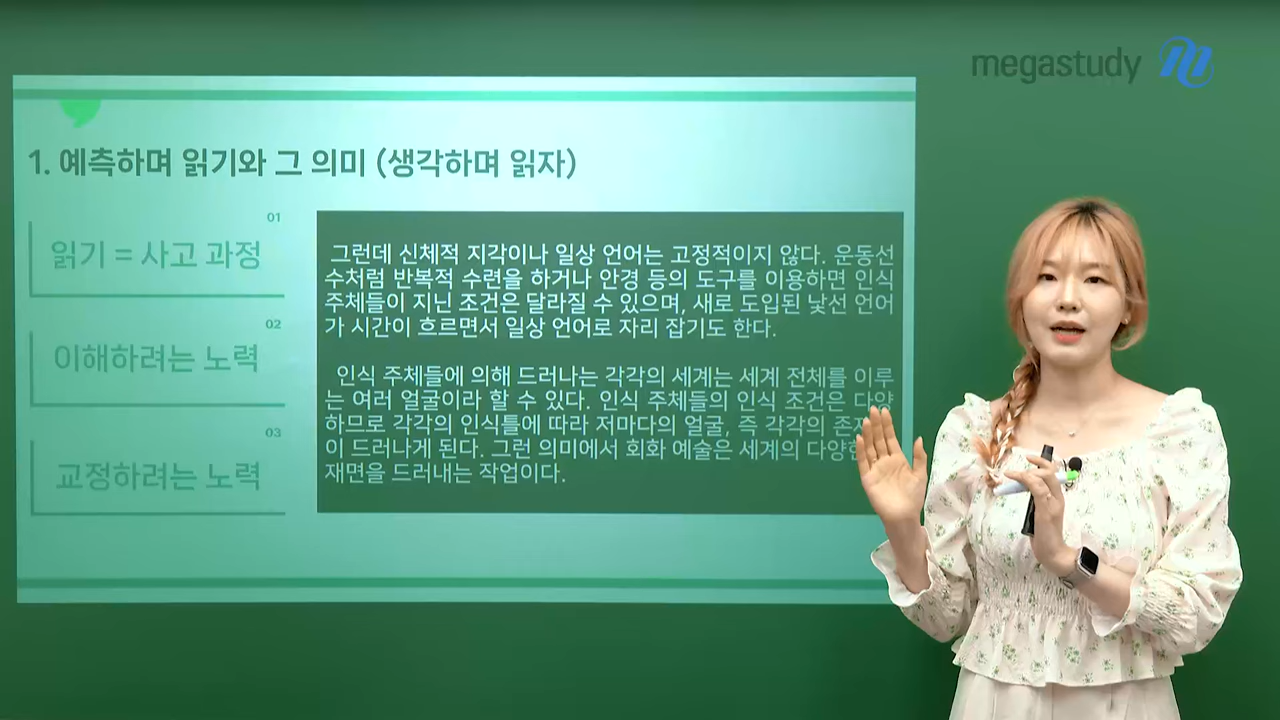 megastudy
1. 예측하며 읽기와 그 의미 (생각하며 읽자)
01
읽기 = 사고 과정
02
이해하려는 노력
03
교정하려는 노력
그런데 신체적 지각이나 일상 언어는 고정적이지 않다. 운동선
수처럼 반복적 수련을 하거나 안경 등의 도구를 이용하면 인식
주체들이 지닌 조건은 달라질 수 있으며, 새로 도입된 낯선 언어
가 시간이 흐르면서 일상 언어로 자리 잡기도 한다.
인식 주체들에 의해 드러나는 각각의 세계는 세계 전체를 이루
는 여러 얼굴이라 할 수 있다. 인식 주체들의 인식 조건은 다양
하므로 각각의 인식틀에 따라 저마다의 얼굴, 즉 각각의
이 드러나게 된다. 그런 의미에서 회화 예술은 세계의
재면을 드러내는 작업이다.